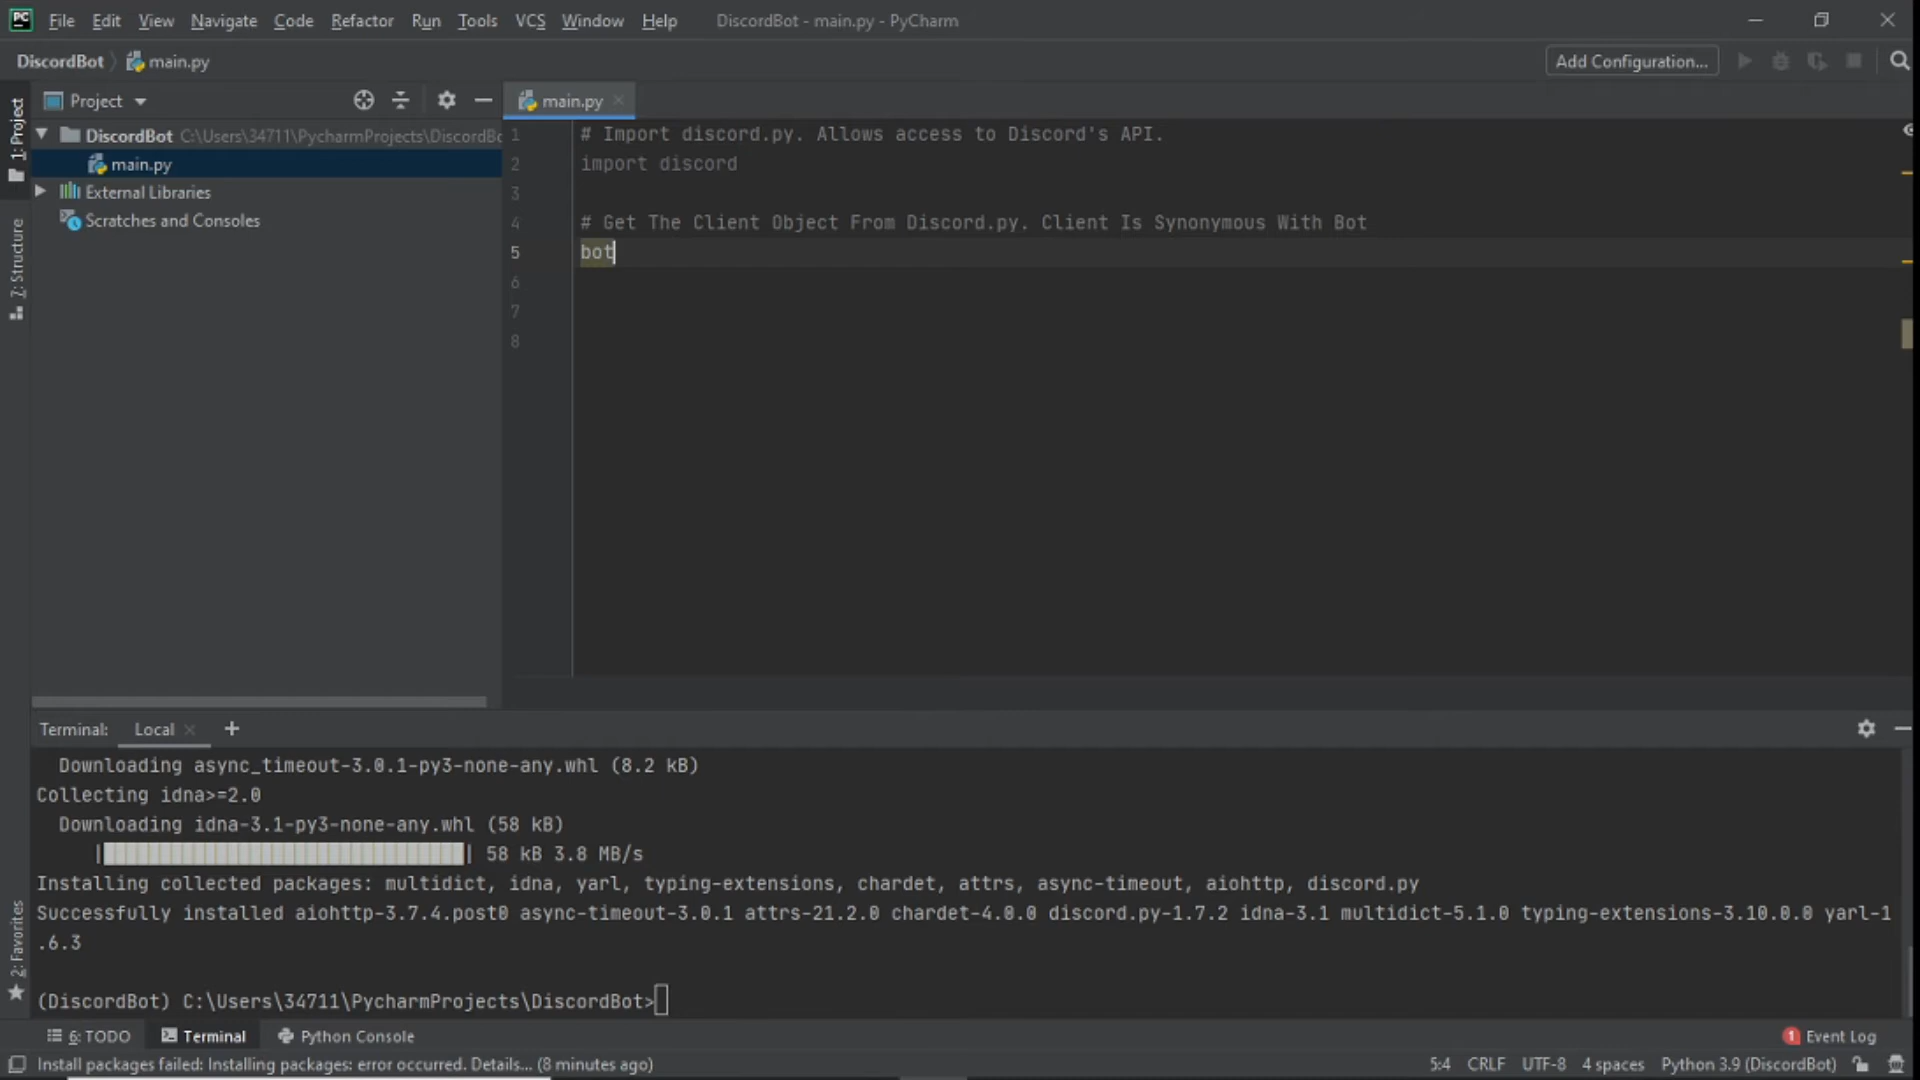 PC File Edit View Navigate Code Refactor Run Tools VCS Window Help DiscordBot - main.py - PyCharm
DiscordBot main.py Add Configuration...
1: Project
7: Structure
2: Favorites
Project
DiscordBot C:\Users\34711\PycharmProjects\DiscordBo
main.py
External Libraries
Scratches and Consoles
main.py
1 # Import discord.py. Allows access to Discord's API.
2 import discord
3
4 # Get The Client Object From Discord.py. Client Is Synonymous With Bot
5 bot
6
7
8
Terminal: Local +
Downloading async_timeout-3.0.1-py3-none-any.whl (8.2 kB)
Collecting idna>=2.0
Downloading idna-3.1-py3-none-any.whl (58 kB)
| | 58 kB 3.8 MB/s
Installing collected packages: multidict, idna, yarl, typing-extensions, chardet, attrs, async-timeout, aiohttp, discord.py
Successfully installed aiohttp-3.7.4.post0 async-timeout-3.0.1 attrs-21.2.0 chardet-4.0.0 discord.py-1.7.2 idna-3.1 multidict-5.1.0 typing-extensions-3.10.0.0 yarl-1
.6.3
(DiscordBot) C:\Users\34711\PycharmProjects\DiscordBot>
6: TODO Terminal Python Console 1 Event Log
Install packages failed: Installing packages: error occurred. Details... (8 minutes ago) 5:4 CRLF UTF-8 4 spaces Python 3.9 (DiscordBot)